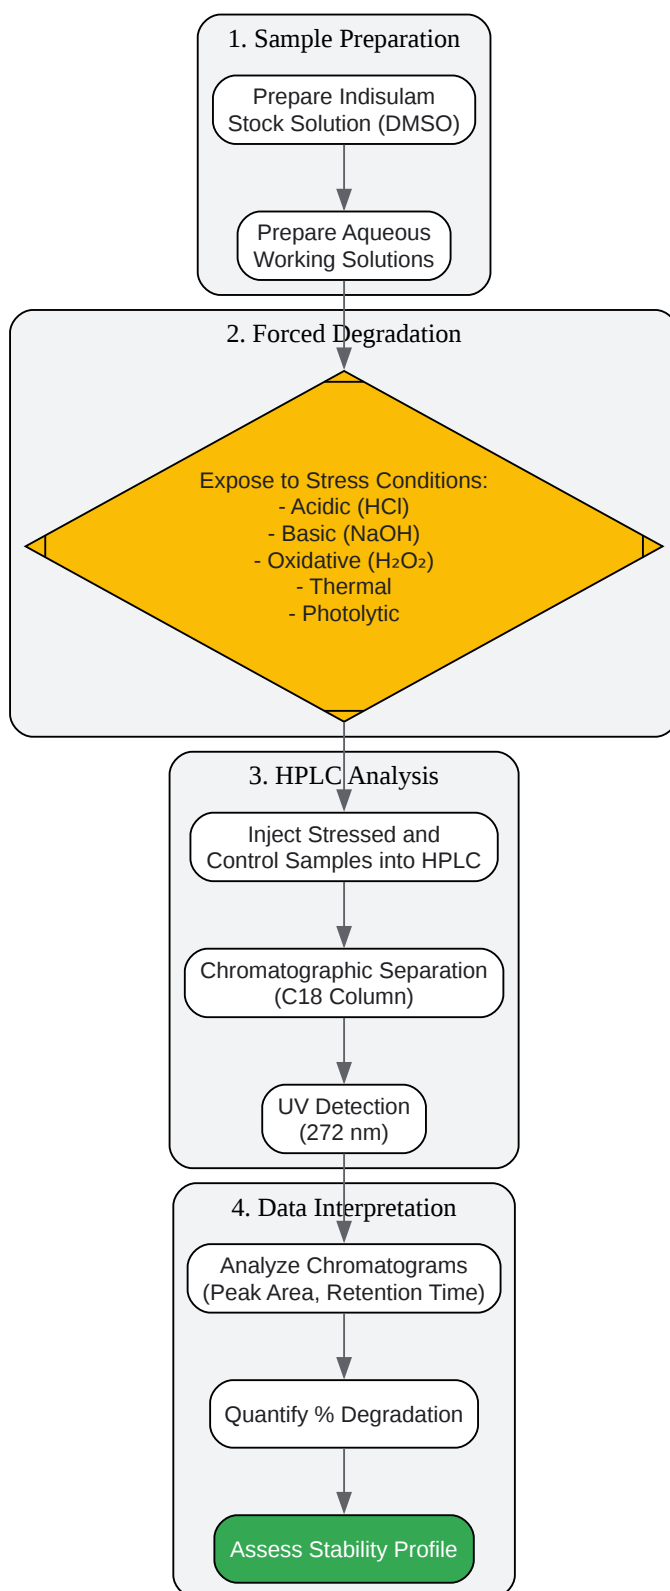 1. Sample Preparation
Prepare Indisulam
Stock Solution (DMSO)
Prepare Aqueous
Working Solutions
2. Forced Degradation
Expose to Stress Conditions:
- Acidic (HCl)
- Basic (NaOH)
- Oxidative (H₂O₂)
- Thermal
- Photolytic
3. HPLC Analysis
Inject Stressed and
Control Samples into HPLC
Chromatographic Separation
(C18 Column)
UV Detection
(272 nm)
4. Data Interpretation
Analyze Chromatograms
(Peak Area, Retention Time)
Quantify % Degradation
Assess Stability Profile